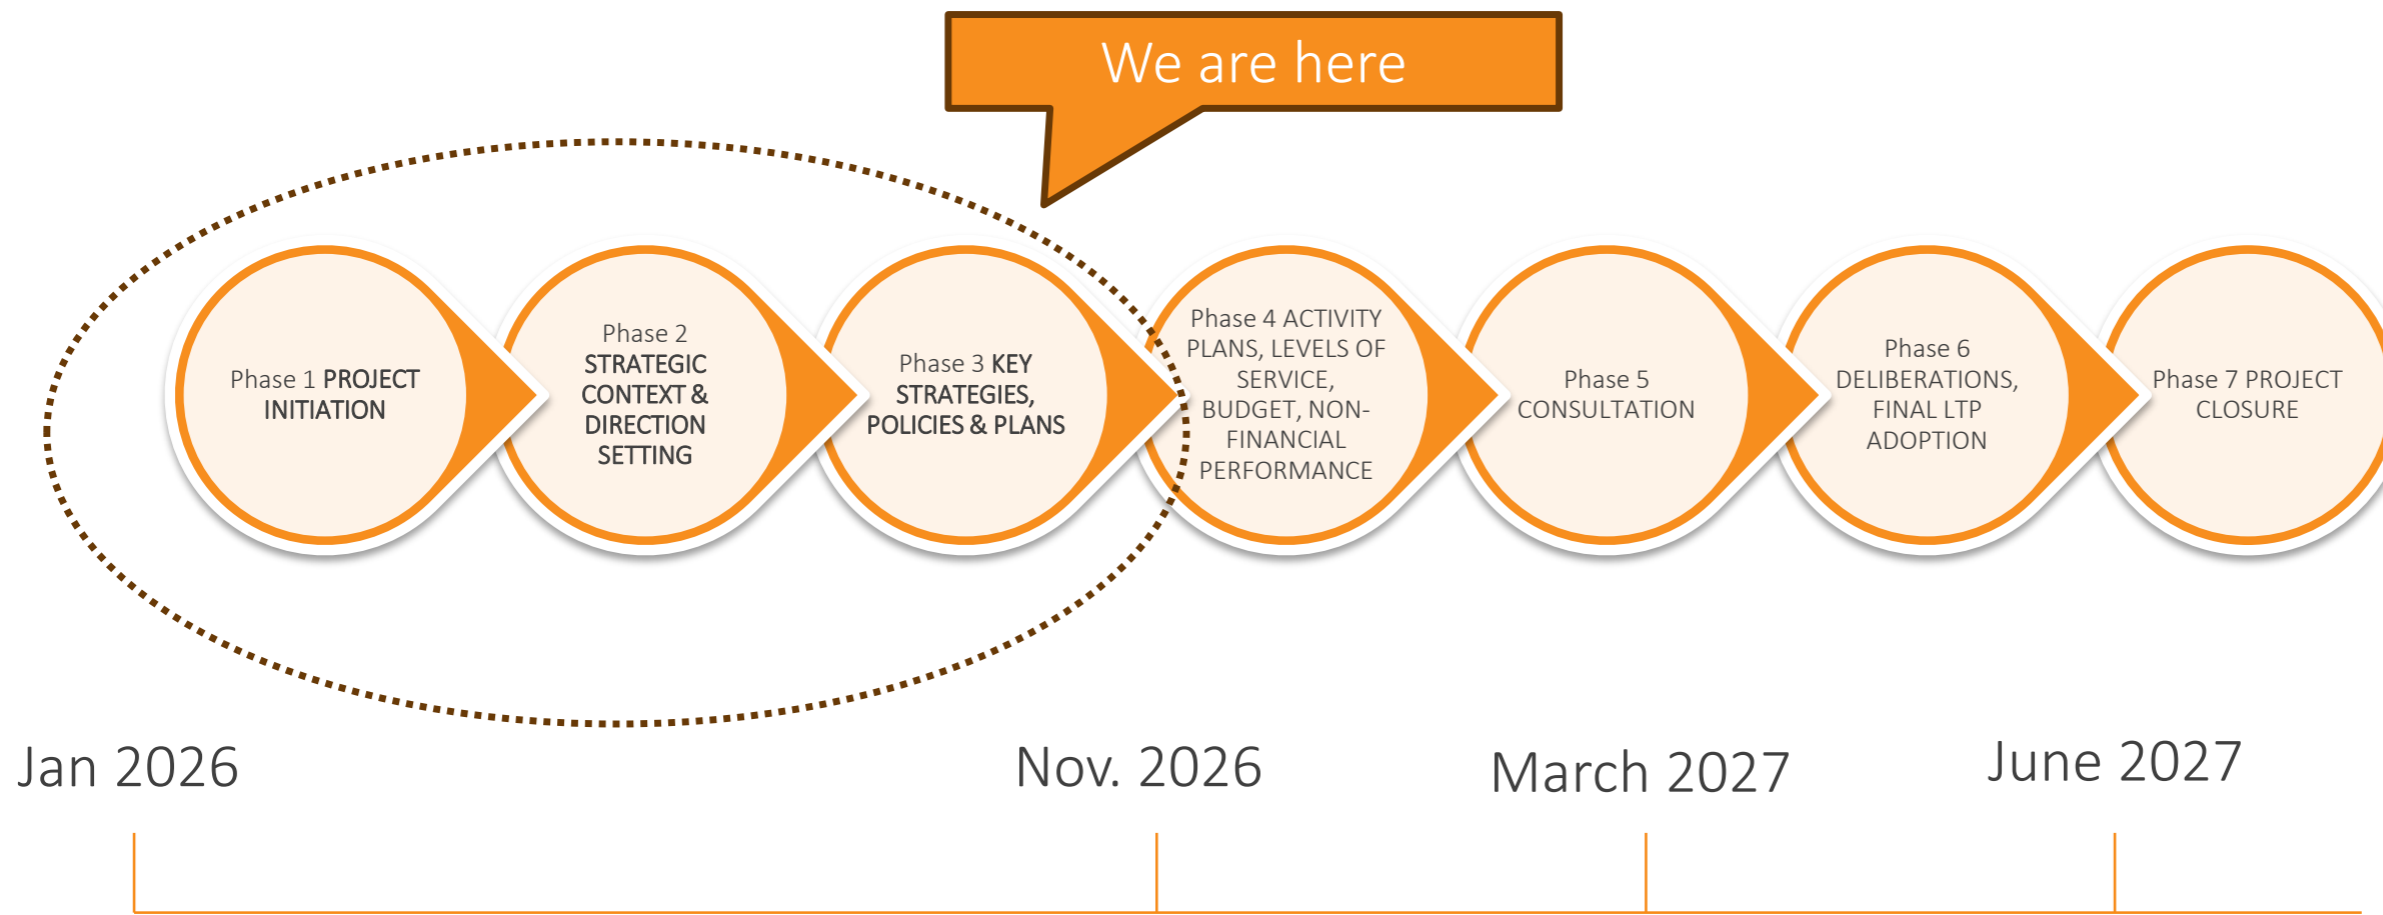 We are here
Phase 1 PROJECT
INITIATION
Phase 2
STRATEGIC
CONTEXT &
DIRECTION
SETTING
Phase 3 KEY
STRATEGIES,
POLICIES & PLANS
Phase 4 ACTIVITY
PLANS, LEVELS OF
SERVICE,
BUDGET, NON-
FINANCIAL
PERFORMANCE
Phase 5
CONSULTATION
Phase 6
DELIBERATIONS,
FINAL LTP
ADOPTION
Phase 7 PROJECT
CLOSURE
Jan 2026
Nov. 2026
March 2027
June 2027